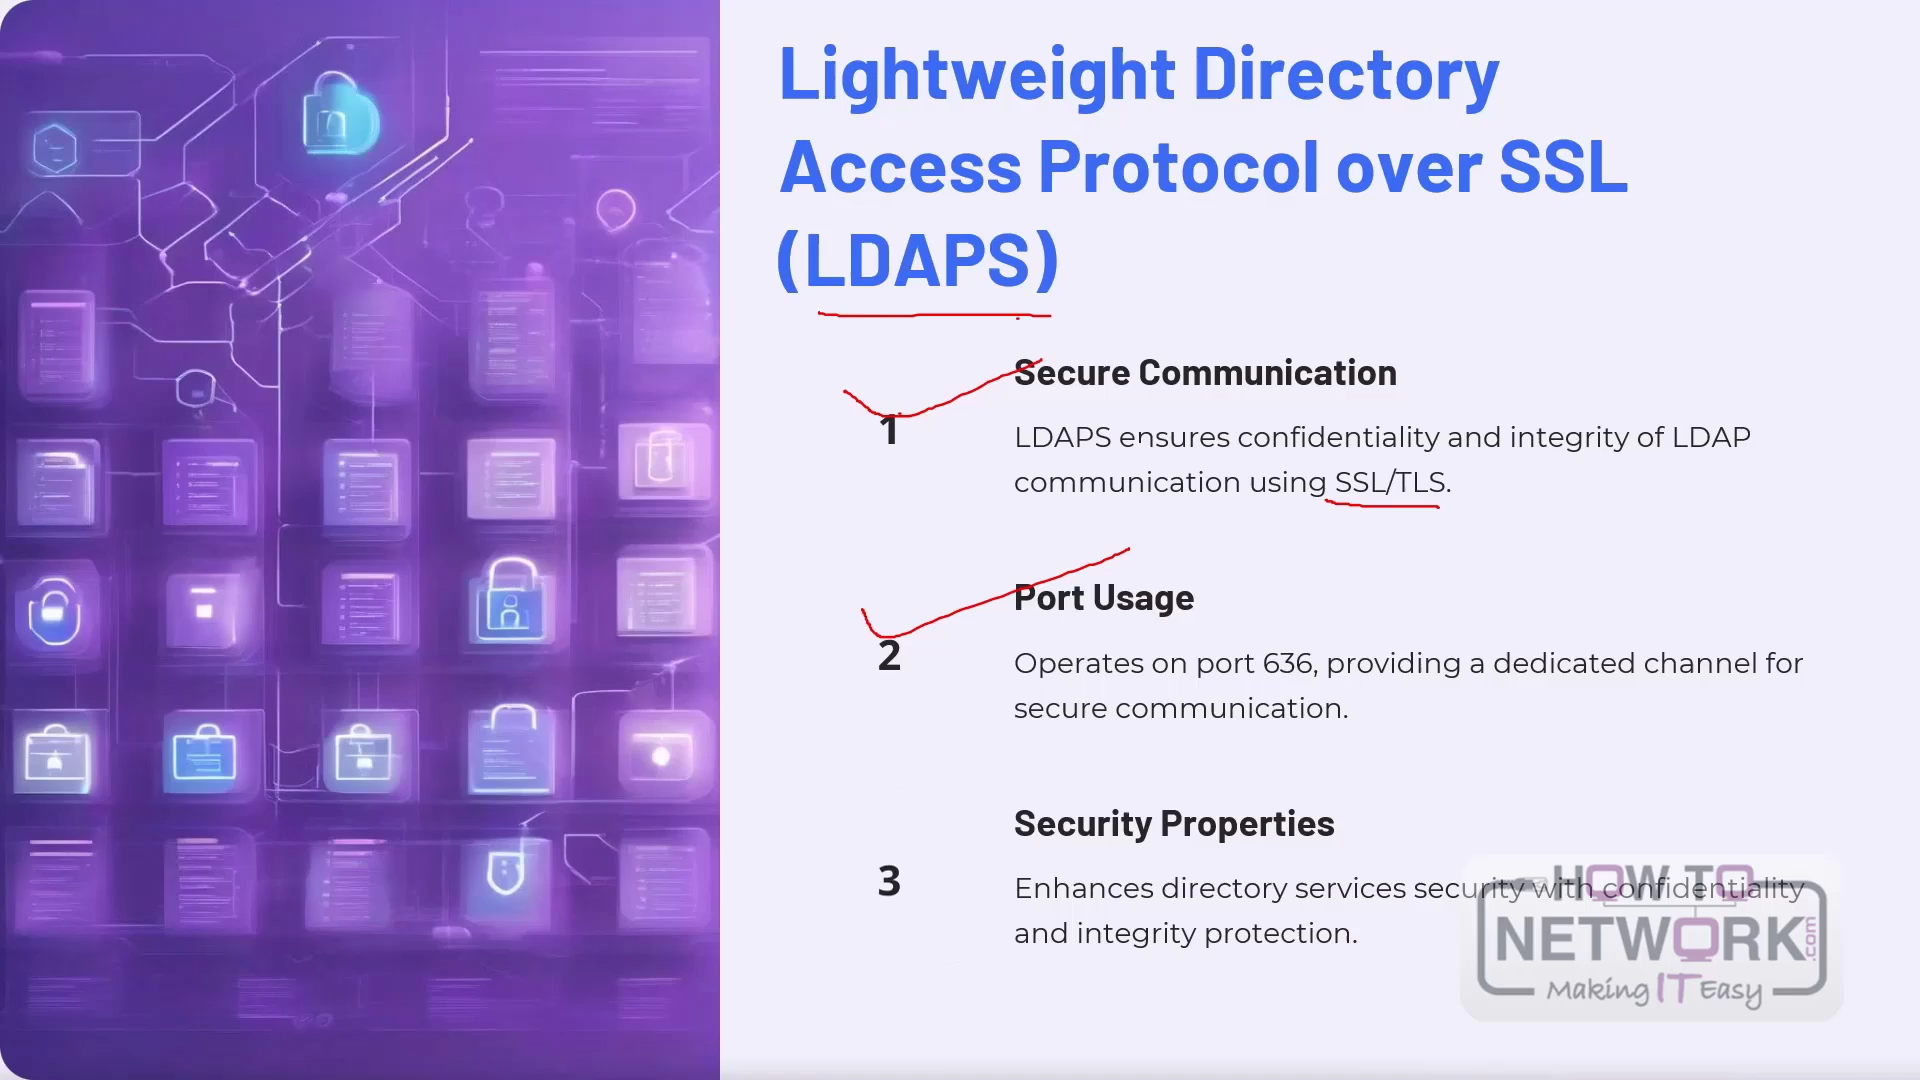 Lightweight Directory
Access Protocol over SSL
(LDAPS)
Secure Communication
1
LDAPS ensures confidentiality and integrity of LDAP
communication using SSL/TLS.
Port Usage
2
Operates on port 636, providing a dedicated channel for
secure communication.
Security Properties
3
Enhances directory services security with confidentiality
and integrity protection.
HOW TO
NETWORK.com
Making IT Easy